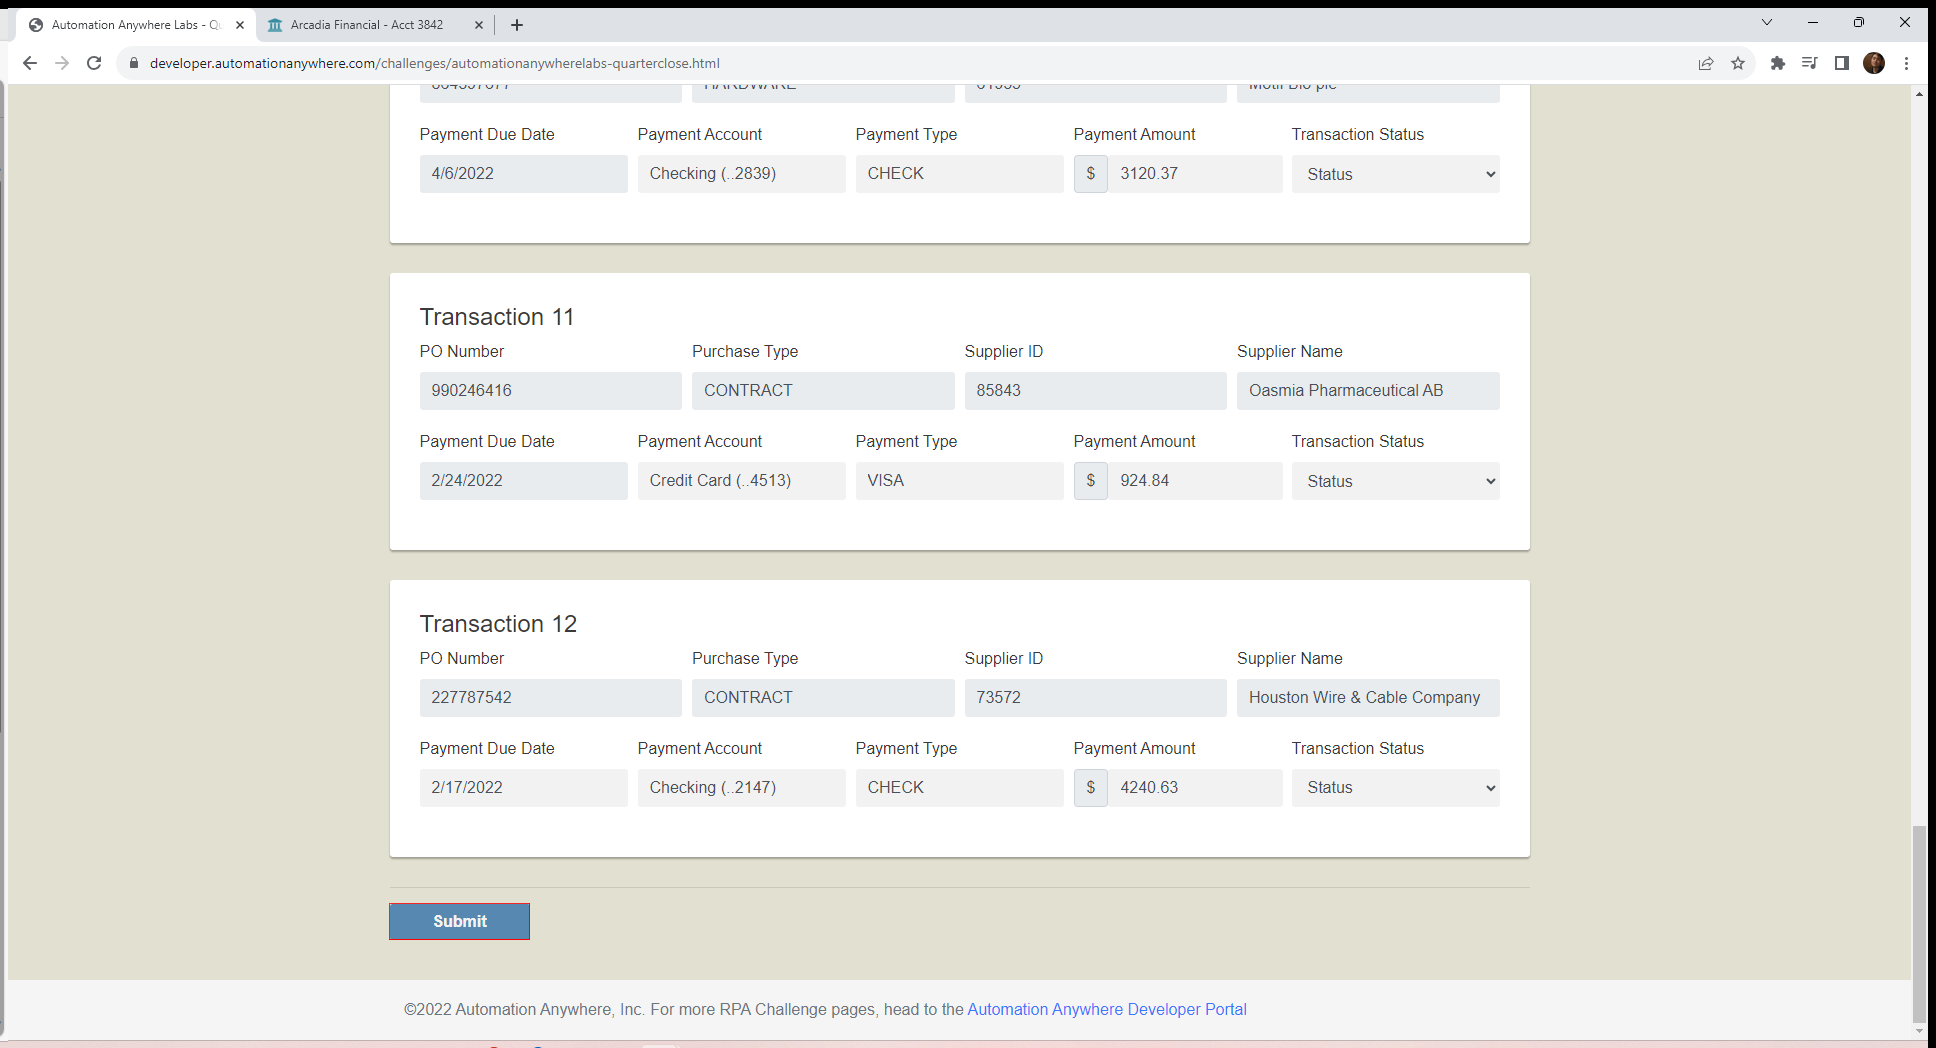 Automation Anywhere Labs - Q
Arcadia Financial - Acct 3842
developer.automationanywhere.com/challenges/automationanywherelabs-quarterclose.html
HARDWARE
Motif Bio plc
Payment Due Date Payment Account Payment Type Payment Amount Transaction Status
4/6/2022 Checking (..2839) CHECK $ 3120.37 Status
Transaction 11
PO Number Purchase Type Supplier ID Supplier Name
990246416 CONTRACT 85843 Oasmia Pharmaceutical AB
Payment Due Date Payment Account Payment Type Payment Amount Transaction Status
2/24/2022 Credit Card (..4513) VISA $ 924.84 Status
Transaction 12
PO Number Purchase Type Supplier ID Supplier Name
227787542 CONTRACT 73572 Houston Wire & Cable Company
Payment Due Date Payment Account Payment Type Payment Amount Transaction Status
2/17/2022 Checking (..2147) CHECK $ 4240.63 Status
Submit
©2022 Automation Anywhere, Inc. For more RPA Challenge pages, head to the Automation Anywhere Developer Portal